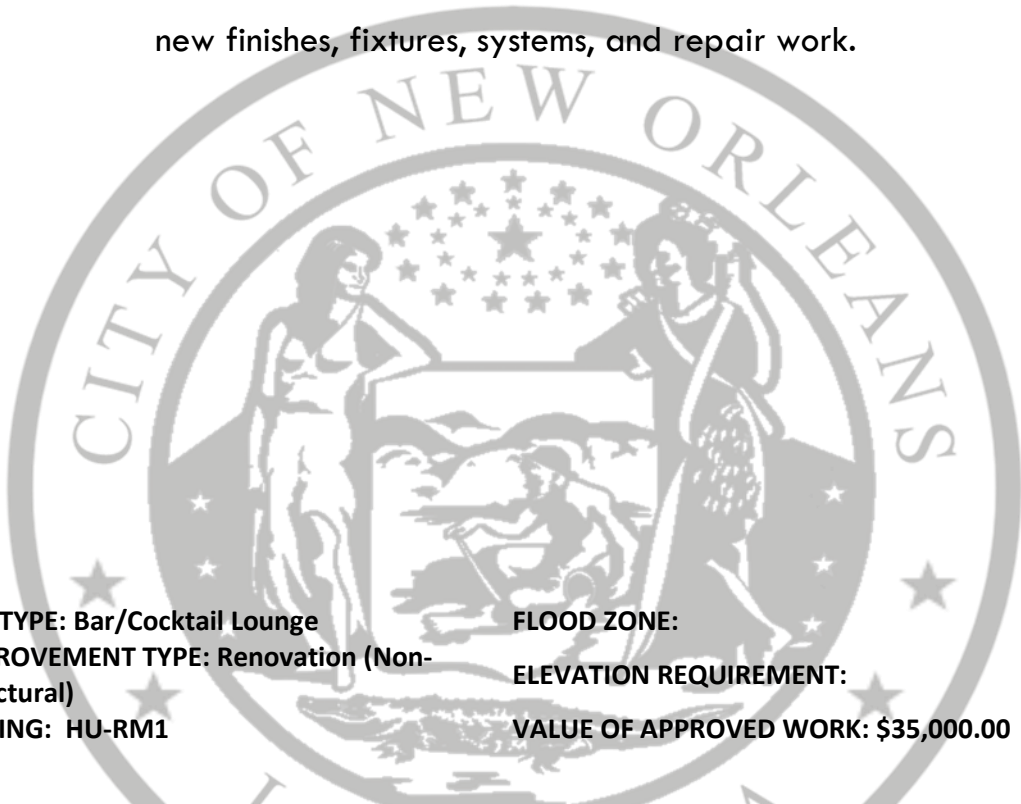 new finishes, fixtures, systems, and repair work.
CITY OF NEW ORLEANS
TYPE: Bar/Cocktail Lounge
ROVEMENT TYPE: Renovation (Non-
ctural)
ING: HU-RM1
FLOOD ZONE:
ELEVATION REQUIREMENT:
VALUE OF APPROVED WORK: $35,000.00